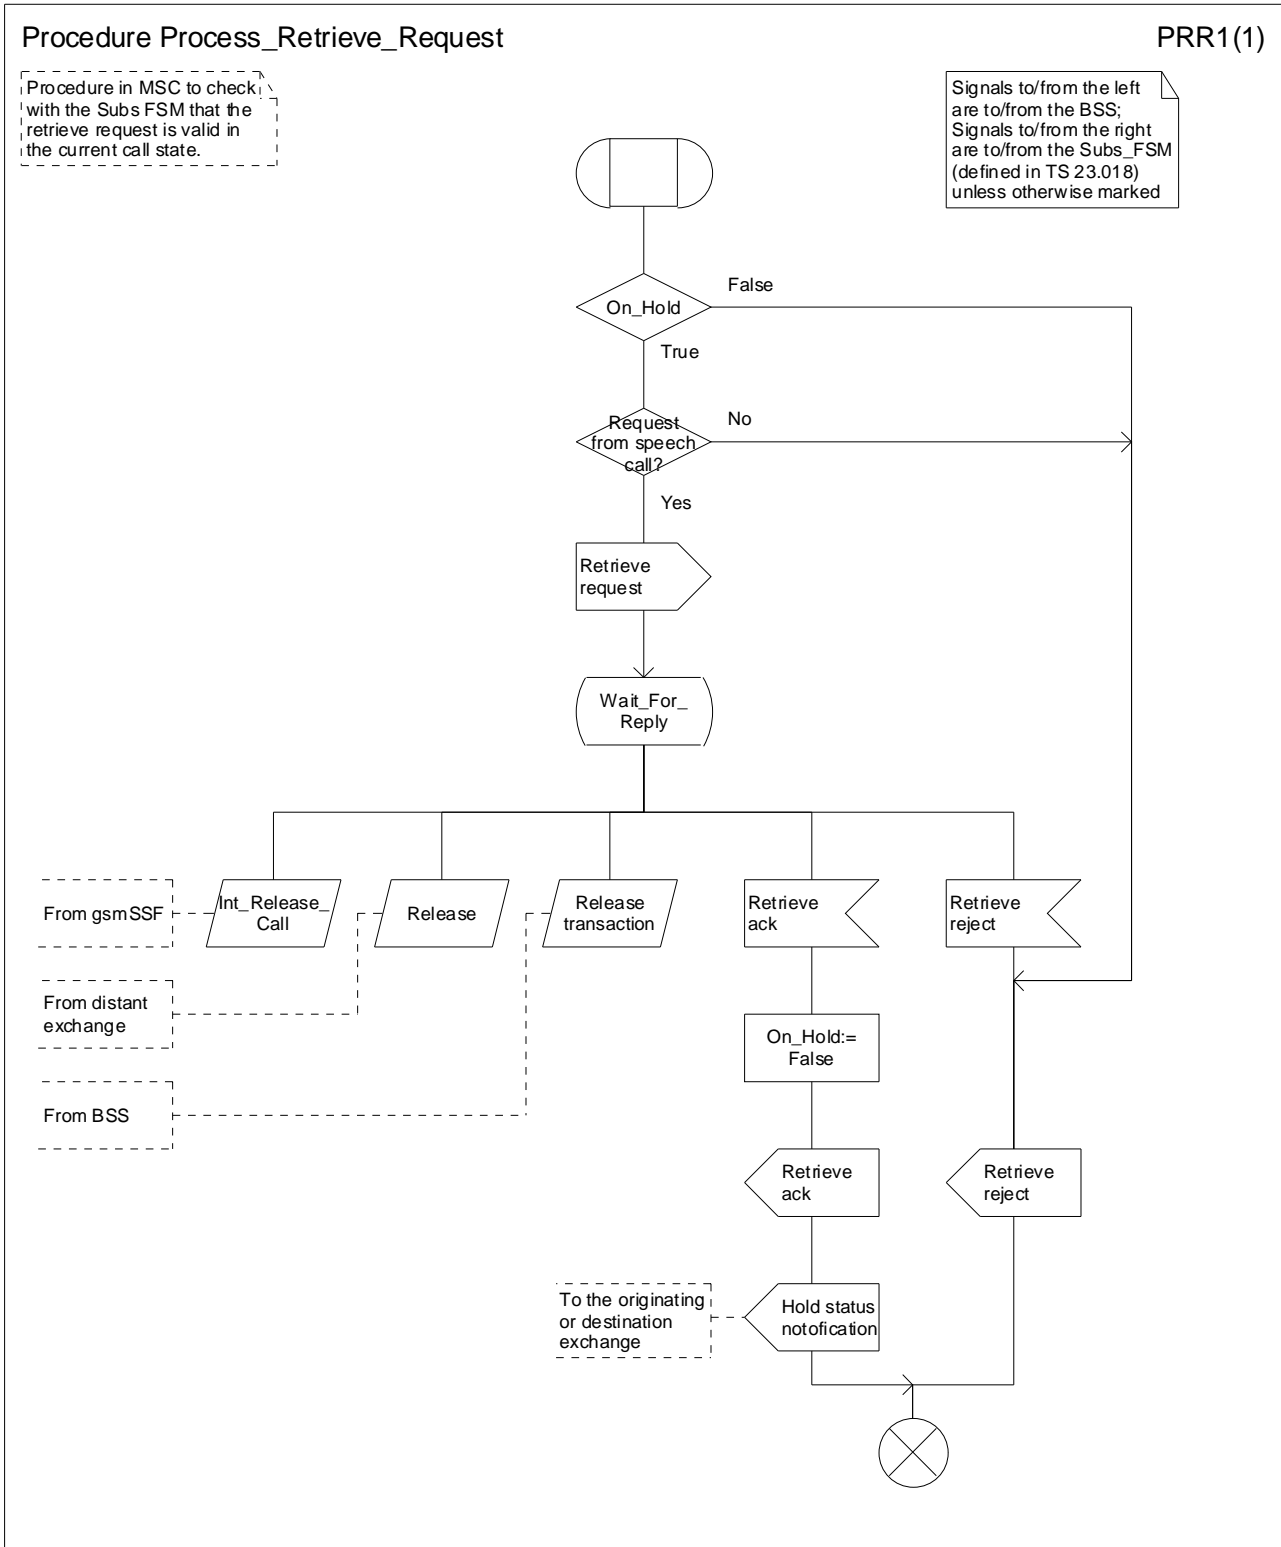 Procedure Process_Retrieve_Request
PRR1(1)
Procedure in MSC to check
with the Subs FSM that the
retrieve request is valid in
the current call state.
Signals to/from the left
are to/from the BSS;
Signals to/from the right
are to/from the Subs_FSM
(defined in TS 23.018)
unless otherwise marked
On_Hold
False
True
Request
from speech
call?
No
Yes
Retrieve
request
Wait_For_
Reply
From gsmSSF
Int_Release_
Call
Release
Release
transaction
Retrieve
ack
Retrieve
reject
From distant
exchange
On_Hold:=
False
From BSS
Retrieve
ack
Retrieve
reject
To the originating
or destination
exchange
Hold status
notofication